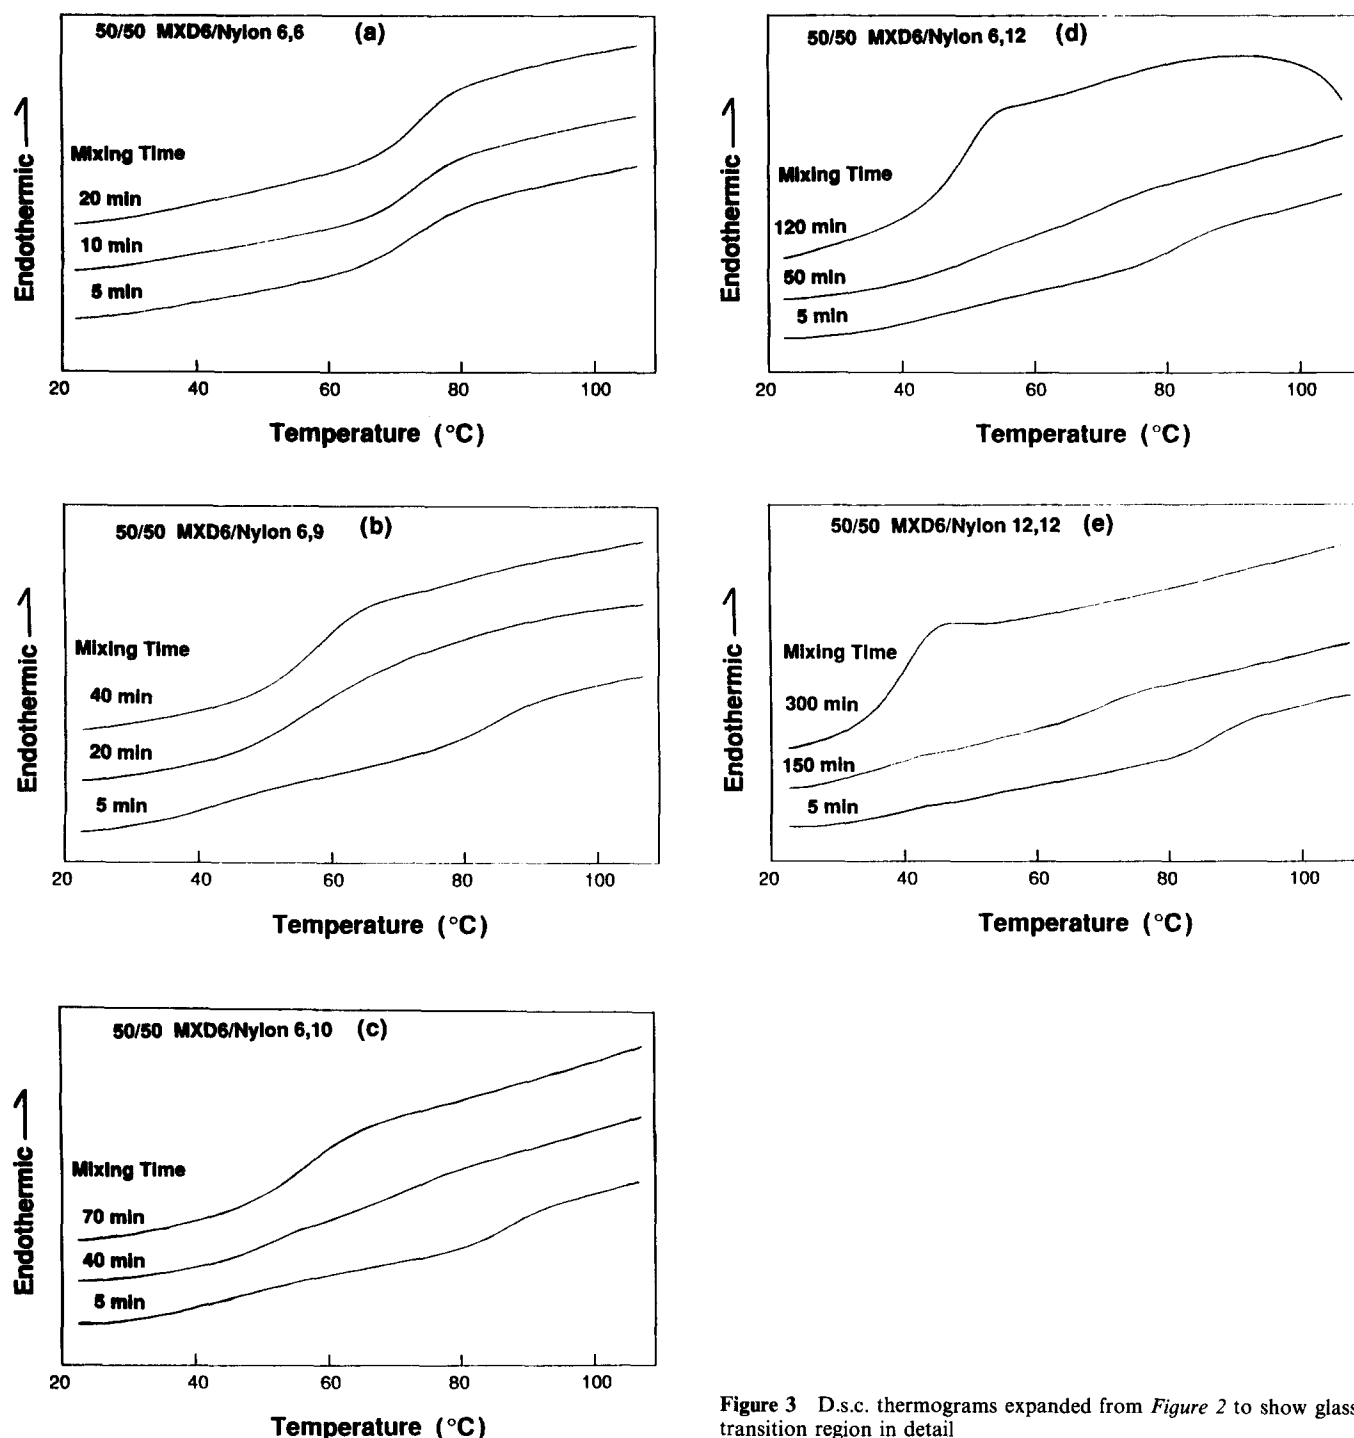 50/50 MXD6/Nylon 6,6 (a)
Endothermic
Mixing Time
20 min
10 min
5 min
20 40 60 80 100
Temperature (°C)
50/50 MXD6/Nylon 6,9 (b)
Endothermic
Mixing Time
40 min
20 min
5 min
20 40 60 80 100
Temperature (°C)
50/50 MXD6/Nylon 6,10 (c)
Endothermic
Mixing Time
70 min
40 min
5 min
20 40 60 80 100
Temperature (°C)
50/50 MXD6/Nylon 6,12 (d)
Endothermic
Mixing Time
120 min
50 min
5 min
20 40 60 80 100
Temperature (°C)
50/50 MXD6/Nylon 12,12 (e)
Endothermic
Mixing Time
300 min
150 min
5 min
20 40 60 80 100
Temperature (°C)
Figure 3 D.s.c. thermograms expanded from Figure 2 to show glass
transition region in detail